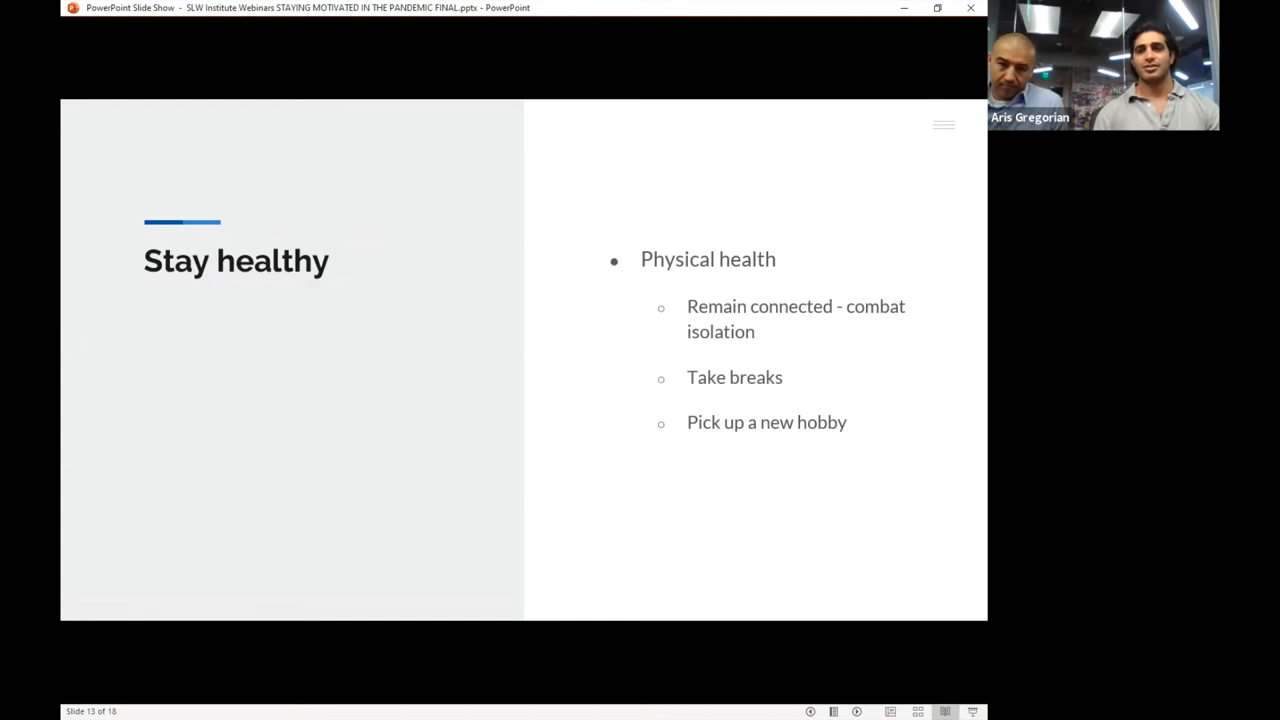 PowerPoint Slide Show - SLW Institute Webinars STAYING MOTIVATED IN THE PANDEMIC FINAL.pptx - PowerPoint
Aris Gregorian
Stay healthy
● Physical health
○ Remain connected - combat
isolation
○ Take breaks
○ Pick up a new hobby
Slide 13 of 18